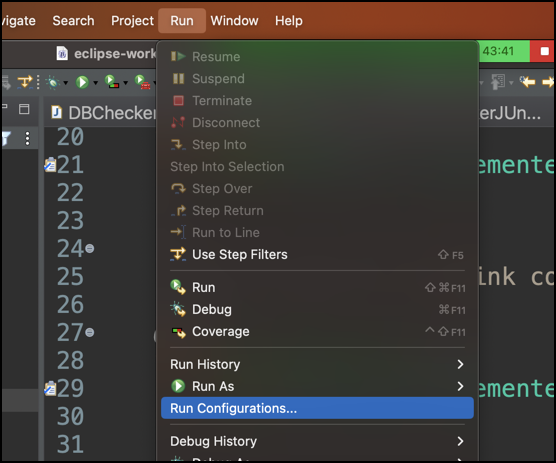 vigate Search Project Run Window Help
eclipse-work
43:41
DBChecker
erJUn...
Resume
Suspend
Terminate
Disconnect
Step Into
Step Into Selection
Step Over
Step Return
Run to Line
Use Step Filters ⇧ F5
Run ⇧ ⌘ F11
Debug ⌘ F11
Coverage ^ ⇧ F11
Run History
Run As
Run Configurations...
Debug History
Debug As
20
21 emente
22
23
24
25 ink co
26
27
28
29 emente
30
31